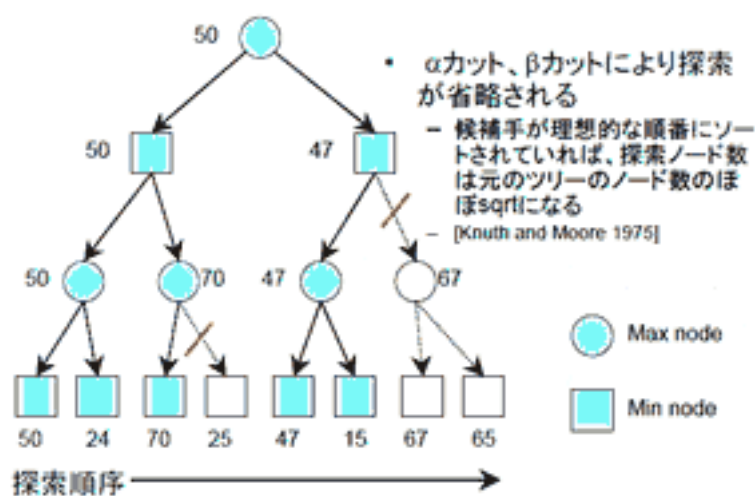 50
• αカット、βカットにより探索
が省略される
50
47
– 候補手が理想的な順番にソー
トされていれば、探索ノード数
は元のツリーのノード数のほ
ぼsqrtになる
– [Knuth and Moore 1975]
50
70
47
67
Max node
Min node
50 24 70 25 47 15 67 65
探索順序